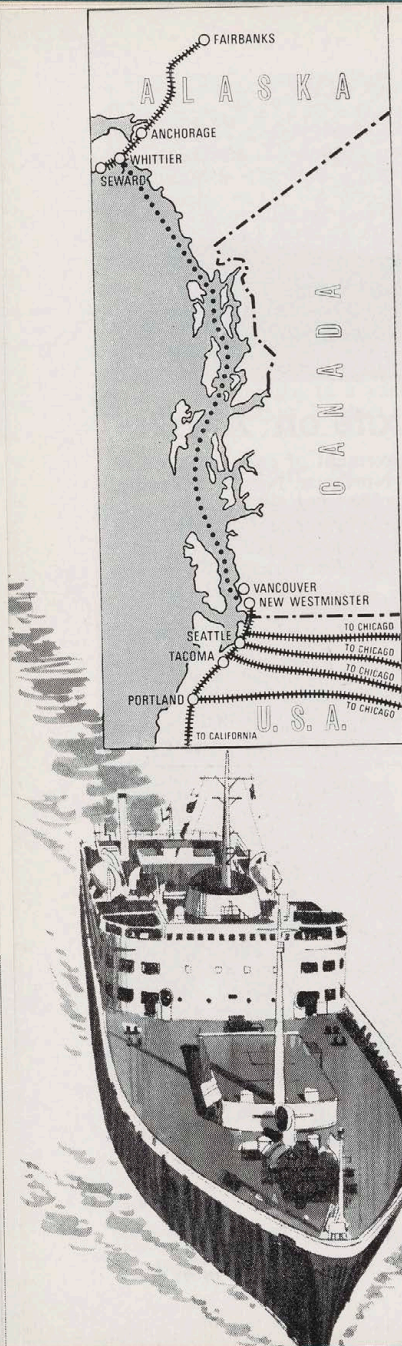 FAIRBANKS
ALASKA
ANCHORAGE
WHITTIER
SEWARD
CANADA
VANCOUVER
NEW WESTMINSTER
SEATTLE
TO CHICAGO
TACOMA
TO CHICAGO
TO CHICAGO
PORTLAND
TO CHICAGO
U. S. A.
TO CALIFORNIA